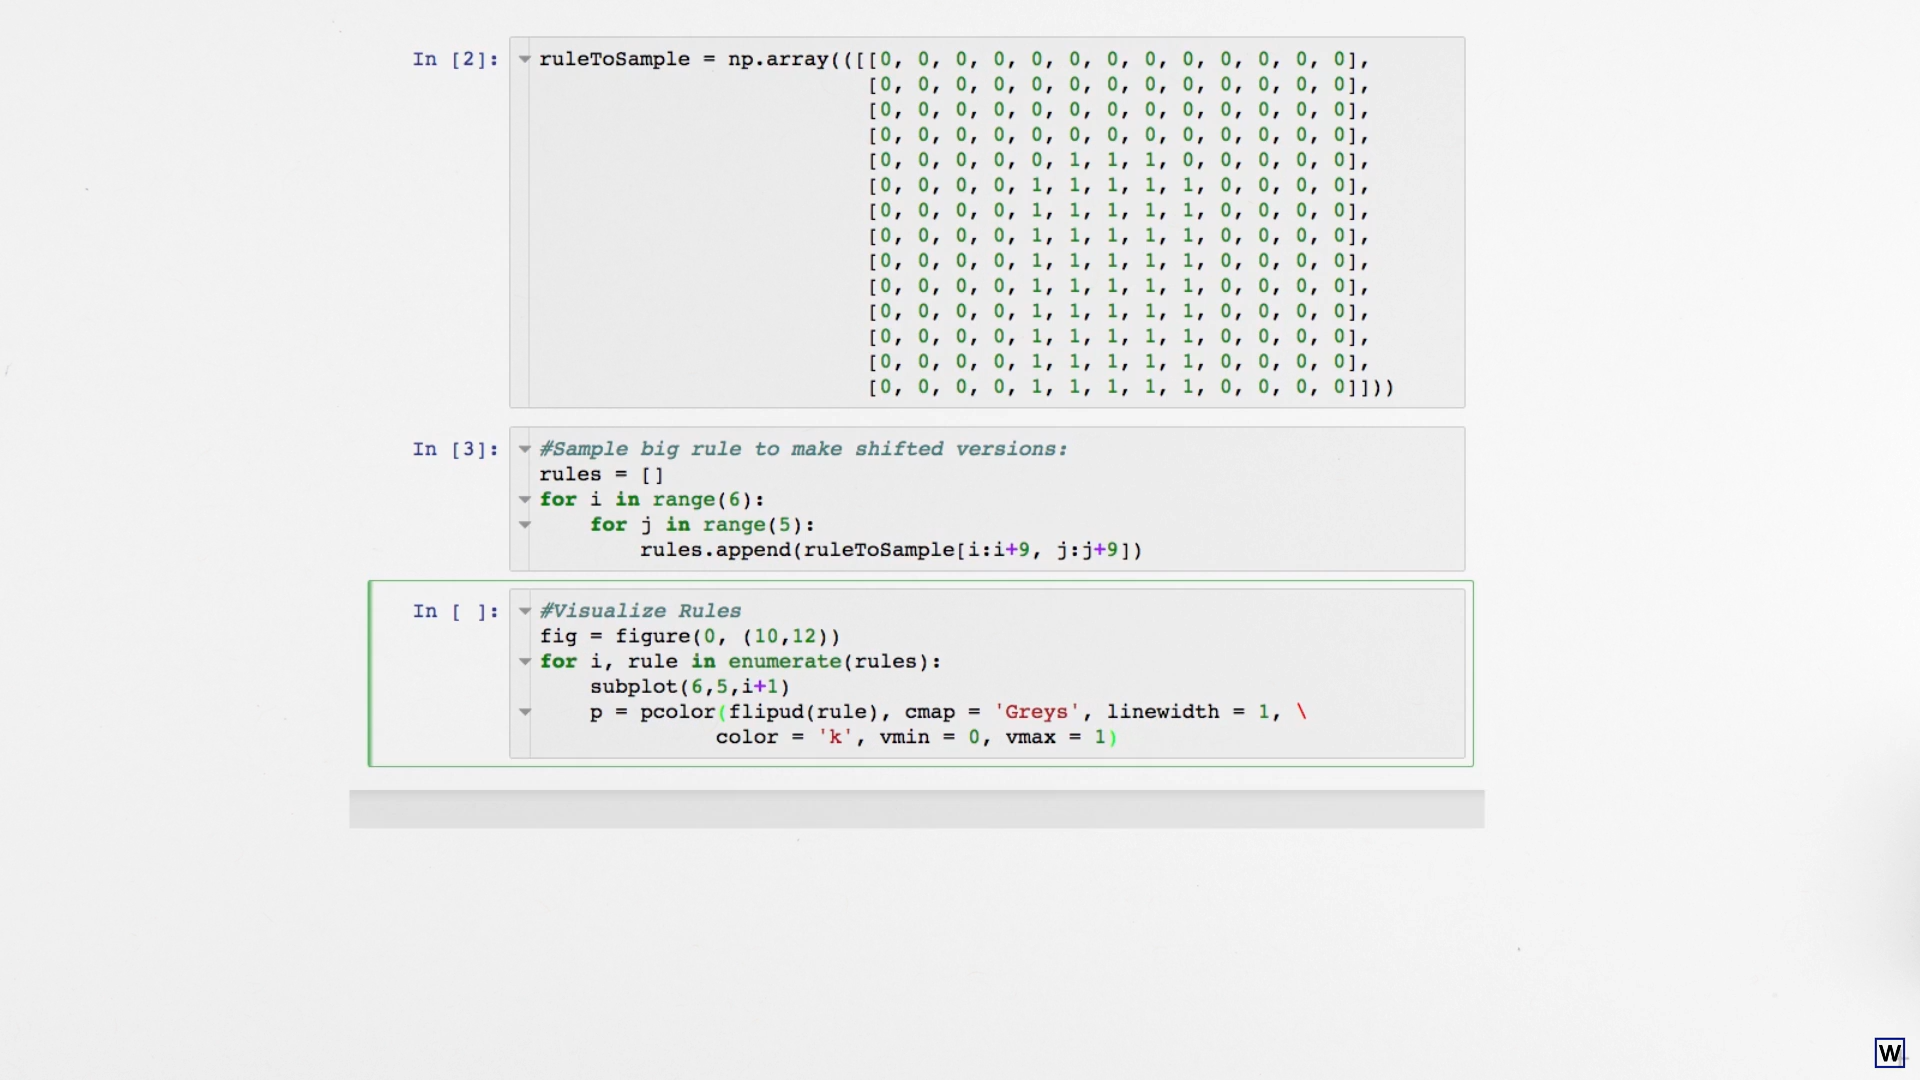 In [2]: ruleToSample = np.array(([[0, 0, 0, 0, 0, 0, 0, 0, 0, 0, 0, 0, 0],
[0, 0, 0, 0, 0, 0, 0, 0, 0, 0, 0, 0, 0],
[0, 0, 0, 0, 0, 0, 0, 0, 0, 0, 0, 0, 0],
[0, 0, 0, 0, 0, 0, 0, 0, 0, 0, 0, 0, 0],
[0, 0, 0, 0, 0, 1, 1, 1, 0, 0, 0, 0, 0],
[0, 0, 0, 0, 1, 1, 1, 1, 1, 0, 0, 0, 0],
[0, 0, 0, 0, 1, 1, 1, 1, 1, 0, 0, 0, 0],
[0, 0, 0, 0, 1, 1, 1, 1, 1, 0, 0, 0, 0],
[0, 0, 0, 0, 1, 1, 1, 1, 1, 0, 0, 0, 0],
[0, 0, 0, 0, 1, 1, 1, 1, 1, 0, 0, 0, 0],
[0, 0, 0, 0, 1, 1, 1, 1, 1, 0, 0, 0, 0],
[0, 0, 0, 0, 1, 1, 1, 1, 1, 0, 0, 0, 0],
[0, 0, 0, 0, 1, 1, 1, 1, 1, 0, 0, 0, 0],
[0, 0, 0, 0, 1, 1, 1, 1, 1, 0, 0, 0, 0]]))
In [3]: #Sample big rule to make shifted versions:
rules = []
for i in range(6):
for j in range(5):
rules.append(ruleToSample[i:i+9, j:j+9])
In [ ]: #Visualize Rules
fig = figure(0, (10,12))
for i, rule in enumerate(rules):
subplot(6,5,i+1)
p = pcolor(flipud(rule), cmap = 'Greys', linewidth = 1, \
color = 'k', vmin = 0, vmax = 1)
W